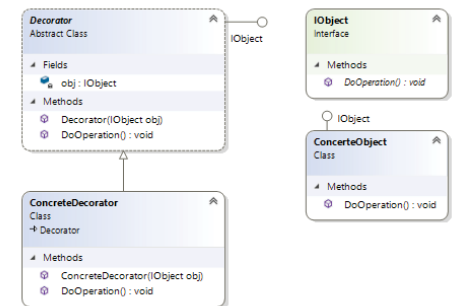 Decorator
Abstract Class
Fields
obj : IObject
Methods
Decorator(IObject obj)
DoOperation() : void
IObject
IObject
Interface
Methods
DoOperation() : void
IObject
ConcerteObject
Class
Methods
DoOperation() : void
ConcreteDecorator
Class
Decorator
Methods
ConcreteDecorator(IObject obj)
DoOperation() : void